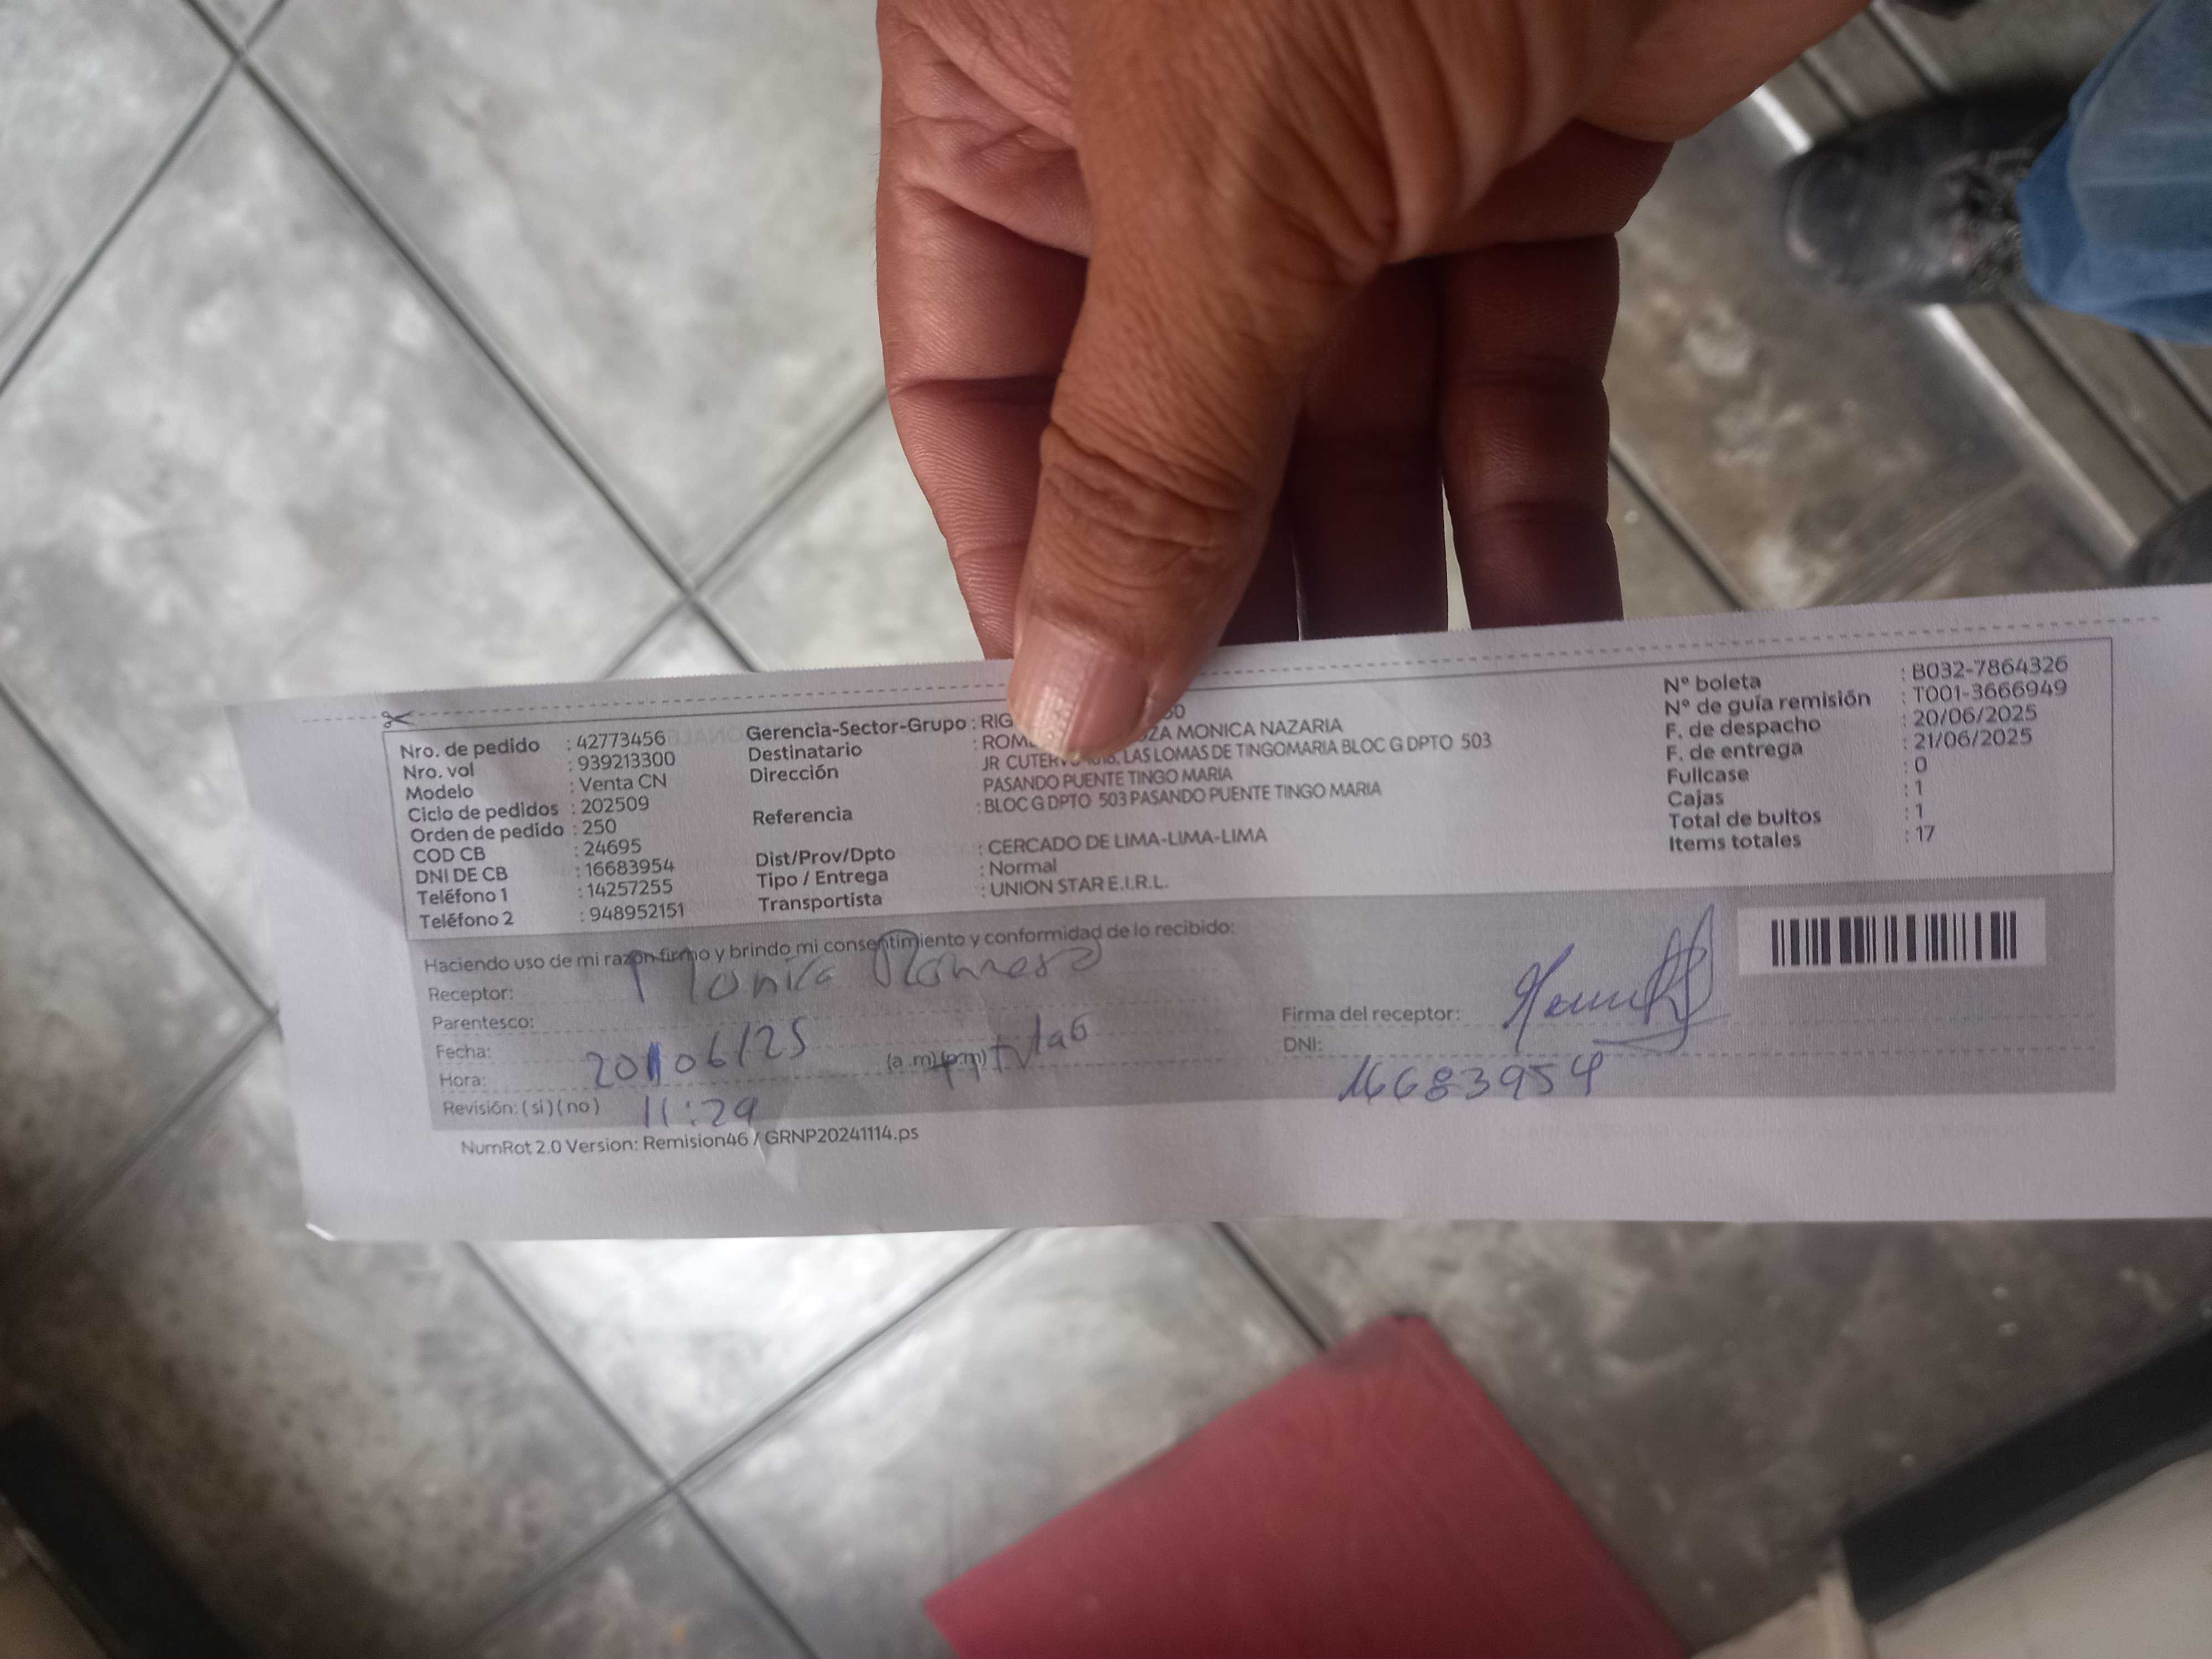 Nro. de pedido : 42773456
Nro. vol : 939213300
Modelo : Venta CN
Ciclo de pedidos : 202509
Orden de pedido : 250
COD CB : 24695
DNI DE CB : 16683954
Teléfono 1 : 14257255
Teléfono 2 : 948952151
Gerencia-Sector-Grupo : RIG
Destinatario : ROM ZA MONICA NAZARIA
Dirección : JR LAS LOMAS DE TINGOMARIA BLOC G DPTO 503
PASANDO PUENTE TINGO MARIA
Referencia : BLOC G DPTO 503 PASANDO PUENTE TINGO MARIA
Dist/Prov/Dpto : CERCADO DE LIMA-LIMA-LIMA
Tipo / Entrega : Normal
Transportista : UNION STAR E.I.R.L.
N° boleta : B032-7864326
N° de guía remisión : T001-3666949
F. de despacho : 20/06/2025
F. de entrega : 21/06/2025
Fullcase : 0
Cajas : 1
Total de bultos : 1
Items totales : 17
Haciendo uso de mi razón firmo y brindo mi consentimiento y conformidad de lo recibido:
Receptor: Monica Romero
Parentesco:
Fecha: 20/06/25
Hora: (a.m)(p.m)
Revisión: (si)(no) 11:29
Firma del receptor:
DNI: 16683954
NumRot 2.0 Version: Remision46 / GRNP20241114.ps